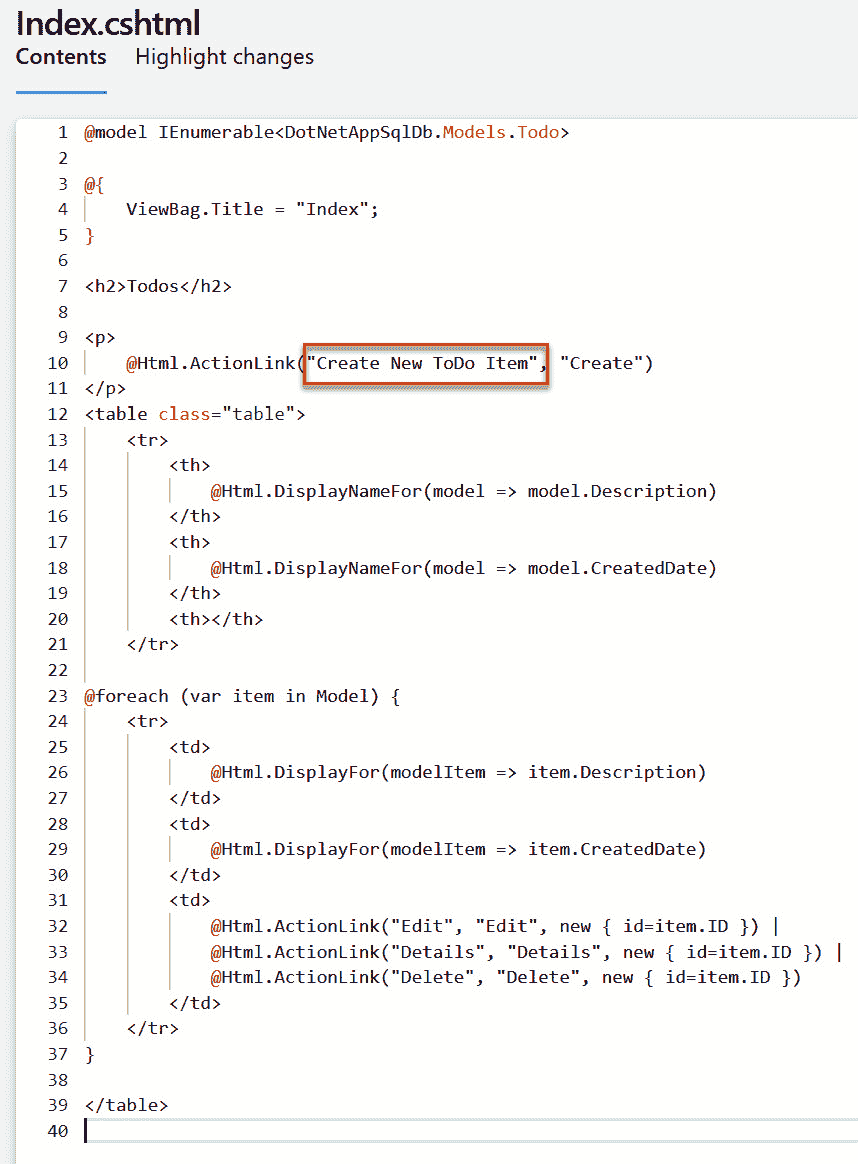 Index.cshtml
Contents Highlight changes
1 @model IEnumerable<DotNetAppSqlDb.Models.Todo>
2
3 @{
4 ViewBag.Title = "Index";
5 }
6
7 <h2>Todos</h2>
8
9 <p>
10 @Html.ActionLink("Create New ToDo Item", "Create")
11 </p>
12 <table class="table">
13 <tr>
14 <th>
15 @Html.DisplayNameFor(model => model.Description)
16 </th>
17 <th>
18 @Html.DisplayNameFor(model => model.CreatedDate)
19 </th>
20 <th></th>
21 </tr>
22
23 @foreach (var item in Model) {
24 <tr>
25 <td>
26 @Html.DisplayFor(modelItem => item.Description)
27 </td>
28 <td>
29 @Html.DisplayFor(modelItem => item.CreatedDate)
30 </td>
31 <td>
32 @Html.ActionLink("Edit", "Edit", new { id=item.ID }) |
33 @Html.ActionLink("Details", "Details", new { id=item.ID }) |
34 @Html.ActionLink("Delete", "Delete", new { id=item.ID })
35 </td>
36 </tr>
37 }
38
39 </table>
40